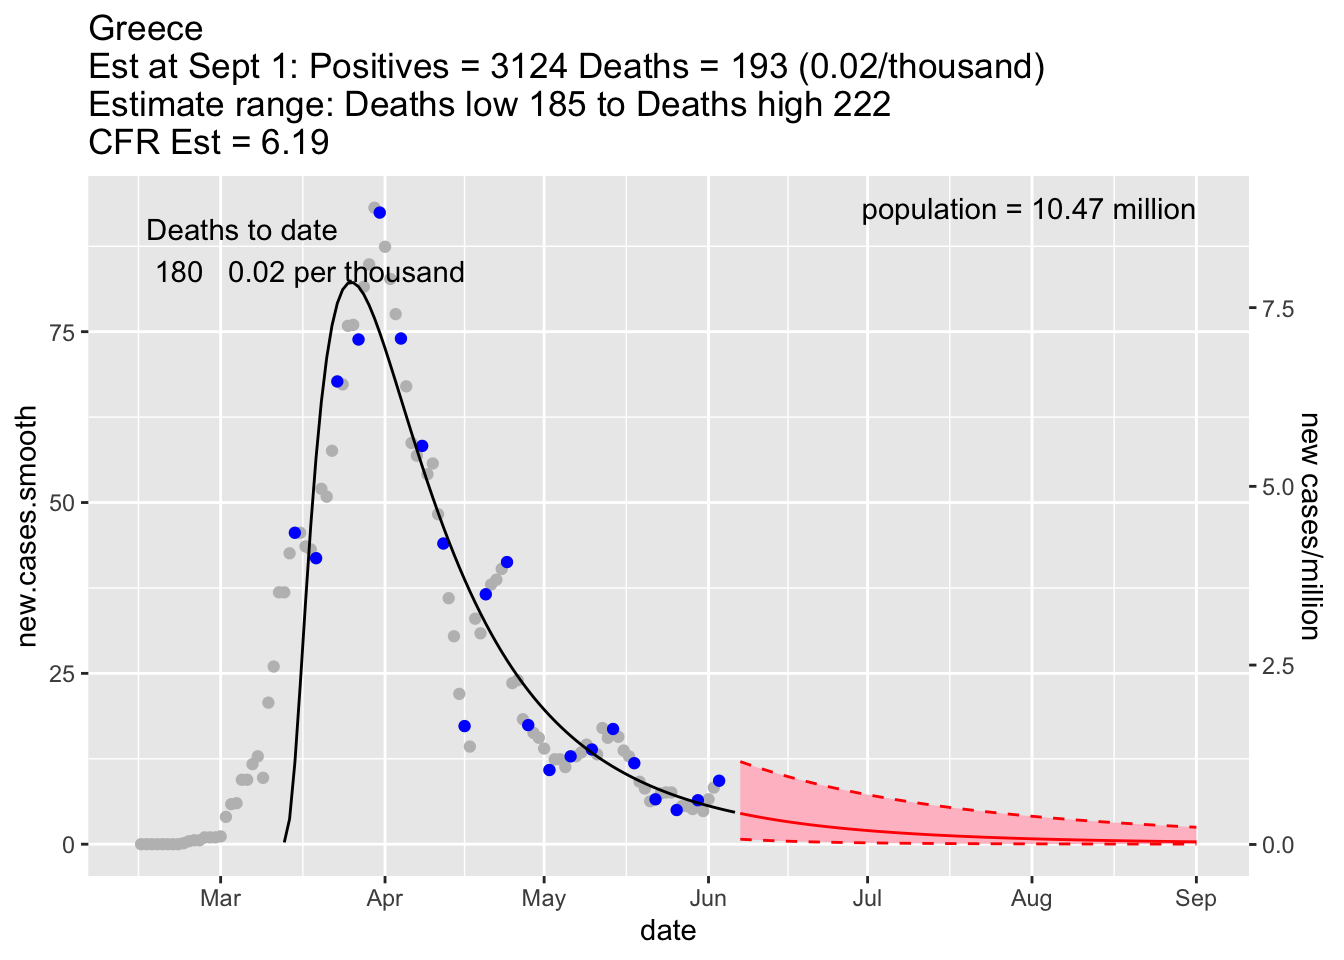 Greece
Est at Sept 1: Positives = 3124 Deaths = 193 (0.02/thousand)
Estimate range: Deaths low 185 to Deaths high 222
CFR Est = 6.19
population = 10.47 million
Deaths to date
180 0.02 per thousand
75
50
25
0
new.cases.smooth
7.5
5.0
2.5
0.0
new cases/million
Mar Apr May Jun Jul Aug Sep
date